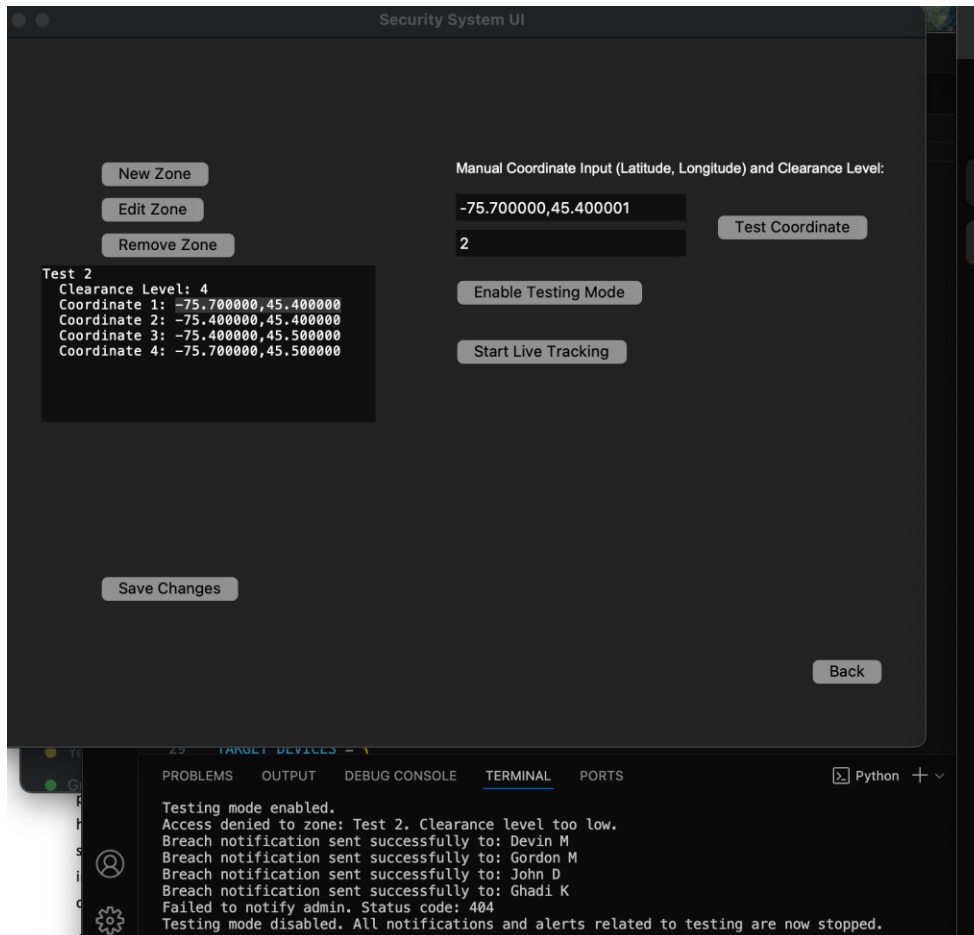 Security System UI
New Zone
Edit Zone
Remove Zone
Test 2
Clearance Level: 4
Coordinate 1: -75.700000,45.400000
Coordinate 2: -75.400000,45.400000
Coordinate 3: -75.400000,45.500000
Coordinate 4: -75.700000,45.500000
Manual Coordinate Input (Latitude, Longitude) and Clearance Level:
-75.700000,45.400001
2
Test Coordinate
Enable Testing Mode
Start Live Tracking
Save Changes
Back
29 TARGET DEVICES = {
PROBLEMS OUTPUT DEBUG CONSOLE TERMINAL PORTS Python
Testing mode enabled.
Access denied to zone: Test 2. Clearance level too low.
Breach notification sent successfully to: Devin M
Breach notification sent successfully to: Gordon M
Breach notification sent successfully to: John D
Breach notification sent successfully to: Ghadi K
Failed to notify admin. Status code: 404
Testing mode disabled. All notifications and alerts related to testing are now stopped.